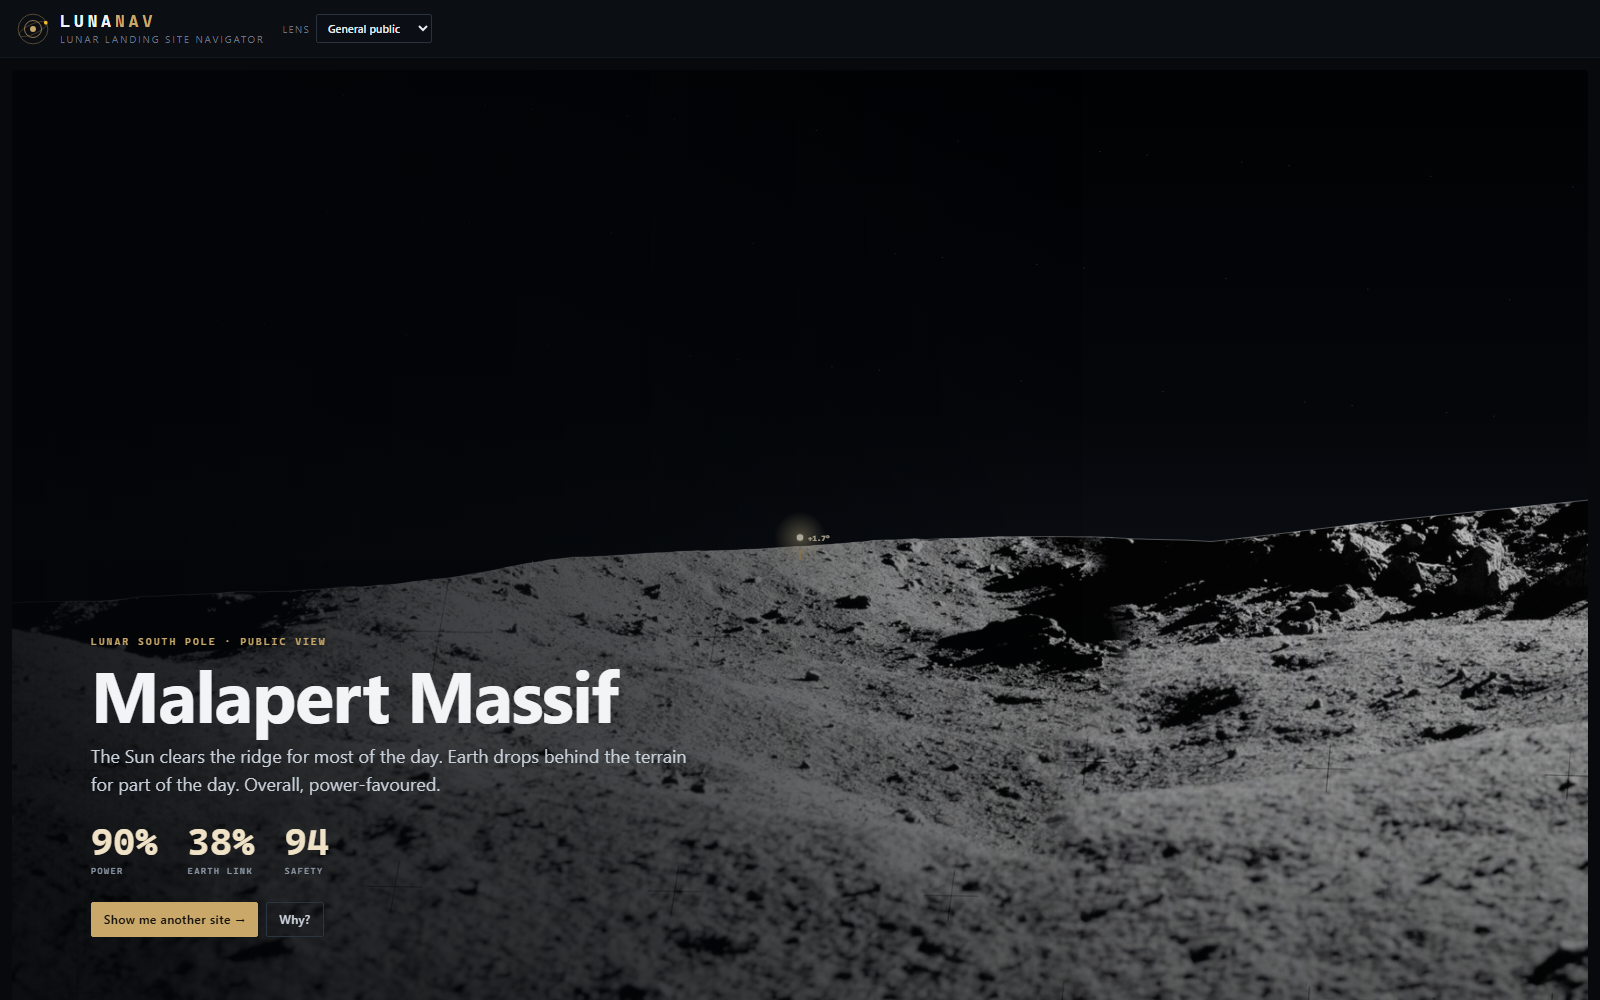 LUNANAV
LUNAR LANDING SITE NAVIGATOR
LENS
General public
+1.7°
LUNAR SOUTH POLE · PUBLIC VIEW
Malapert Massif
The Sun clears the ridge for most of the day. Earth drops behind the terrain
for part of the day. Overall, power-favoured.
90% 38% 94
POWER EARTH LINK SAFETY
Show me another site → Why?